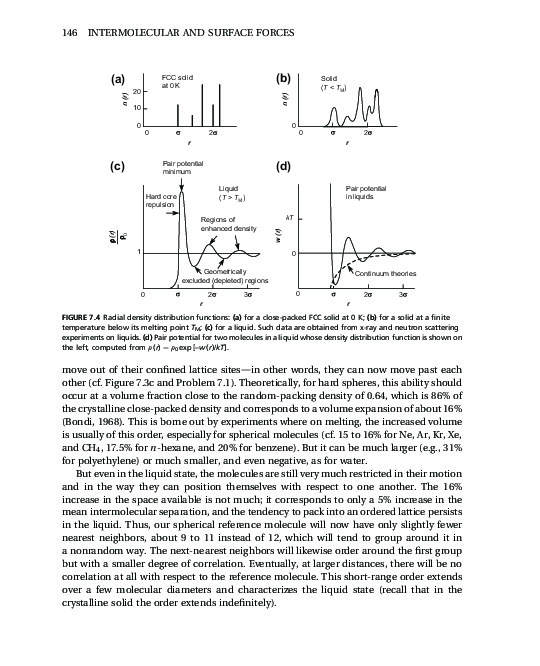 146 INTERMOLECULAR AND SURFACE FORCES
(a)
FCC solid
at 0 K
n (r)
20
10
0
0 σ 2σ
r
(b)
Solid
(T < TM)
n (r)
0
0 σ 2σ
r
(c)
Pair potential
minimum
Hard core
repulsion
Liquid
(T > TM)
Regions of
enhanced density
ρ(r)
ρ0
1
Geometrically
excluded (depleted) regions
0 σ 2σ 3σ
r
(d)
Pair potential
in liquids
kT
w (r)
0
Continuum theories
0 σ 2σ 3σ
r
FIGURE 7.4 Radial density distribution functions: (a) for a close-packed FCC solid at 0 K; (b) for a solid at a finite
temperature below its melting point TM; (c) for a liquid. Such data are obtained from x-ray and neutron scattering
experiments on liquids. (d) Pair potential for two molecules in a liquid whose density distribution function is shown on
the left, computed from ρ(r) = ρ0exp[−w(r)/kT].
move out of their confined lattice sites—in other words, they can now move past each
other (cf. Figure 7.3c and Problem 7.1). Theoretically, for hard spheres, this ability should
occur at a volume fraction close to the random-packing density of 0.64, which is 86% of
the crystalline close-packed density and corresponds to a volume expansion of about 16%
(Bondi, 1968). This is borne out by experiments where on melting, the increased volume
is usually of this order, especially for spherical molecules (cf. 15 to 16% for Ne, Ar, Kr, Xe,
and CH4, 17.5% for n-hexane, and 20% for benzene). But it can be much larger (e.g., 31%
for polyethylene) or much smaller, and even negative, as for water.
But even in the liquid state, the molecules are still very much restricted in their motion
and in the way they can position themselves with respect to one another. The 16%
increase in the space available is not much; it corresponds to only a 5% increase in the
mean intermolecular separation, and the tendency to pack into an ordered lattice persists
in the liquid. Thus, our spherical reference molecule will now have only slightly fewer
nearest neighbors, about 9 to 11 instead of 12, which will tend to group around it in
a nonrandom way. The next-nearest neighbors will likewise order around the first group
but with a smaller degree of correlation. Eventually, at larger distances, there will be no
correlation at all with respect to the reference molecule. This short-range order extends
over a few molecular diameters and characterizes the liquid state (recall that in the
crystalline solid the order extends indefinitely).